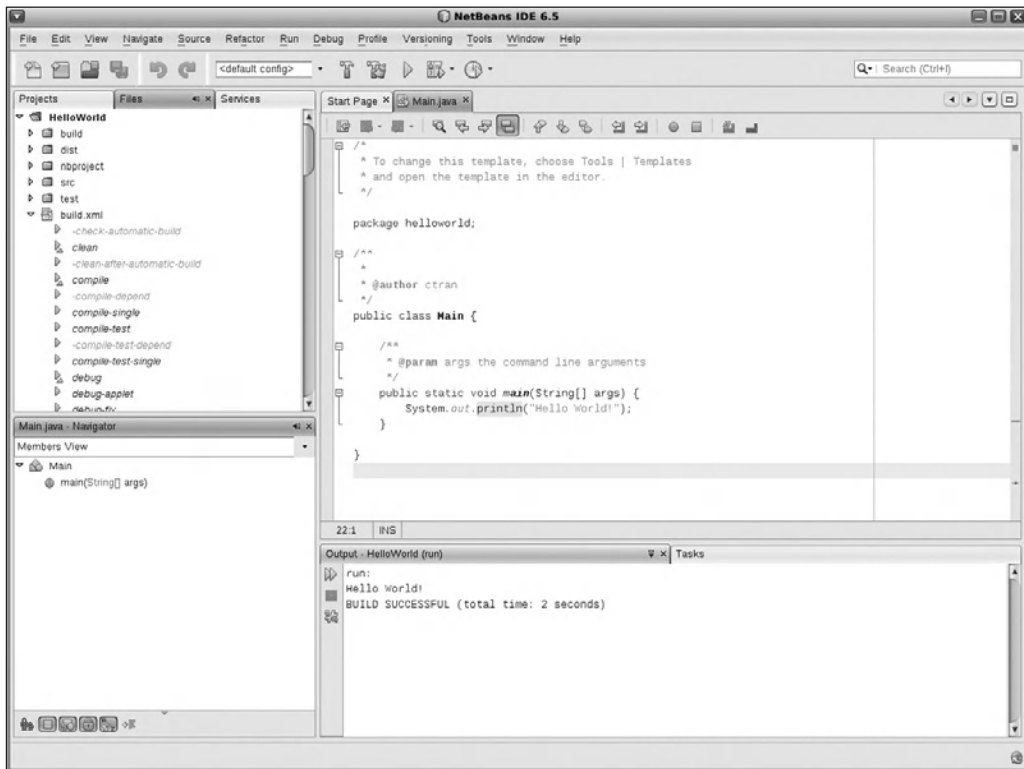 NetBeans IDE 6.5
File Edit View Navigate Source Refactor Run Debug Profile Versioning Tools Window Help
<default config>
Search (Ctrl+I)
Projects Files Services
HelloWorld
build
dist
nbproject
src
test
build.xml
-check-automatic-build
clean
-clean-after-automatic-build
compile
-compile-depend
compile-single
compile-test
-compile-test-depend
compile-test-single
debug
debug-applet
debug-fix
Main.java - Navigator
Members View
Main
main(String[] args)
Start Page Main.java
/*
 * To change this template, choose Tools | Templates
 * and open the template in the editor.
 */
package helloworld;
/**
 *
 * @author ctran
 */
public class Main {
/**
 * @param args the command line arguments
 */
public static void main(String[] args) {
System.out.println("Hello World!");
}
}
22:1 INS
Output - HelloWorld (run) Tasks
run:
Hello World!
BUILD SUCCESSFUL (total time: 2 seconds)